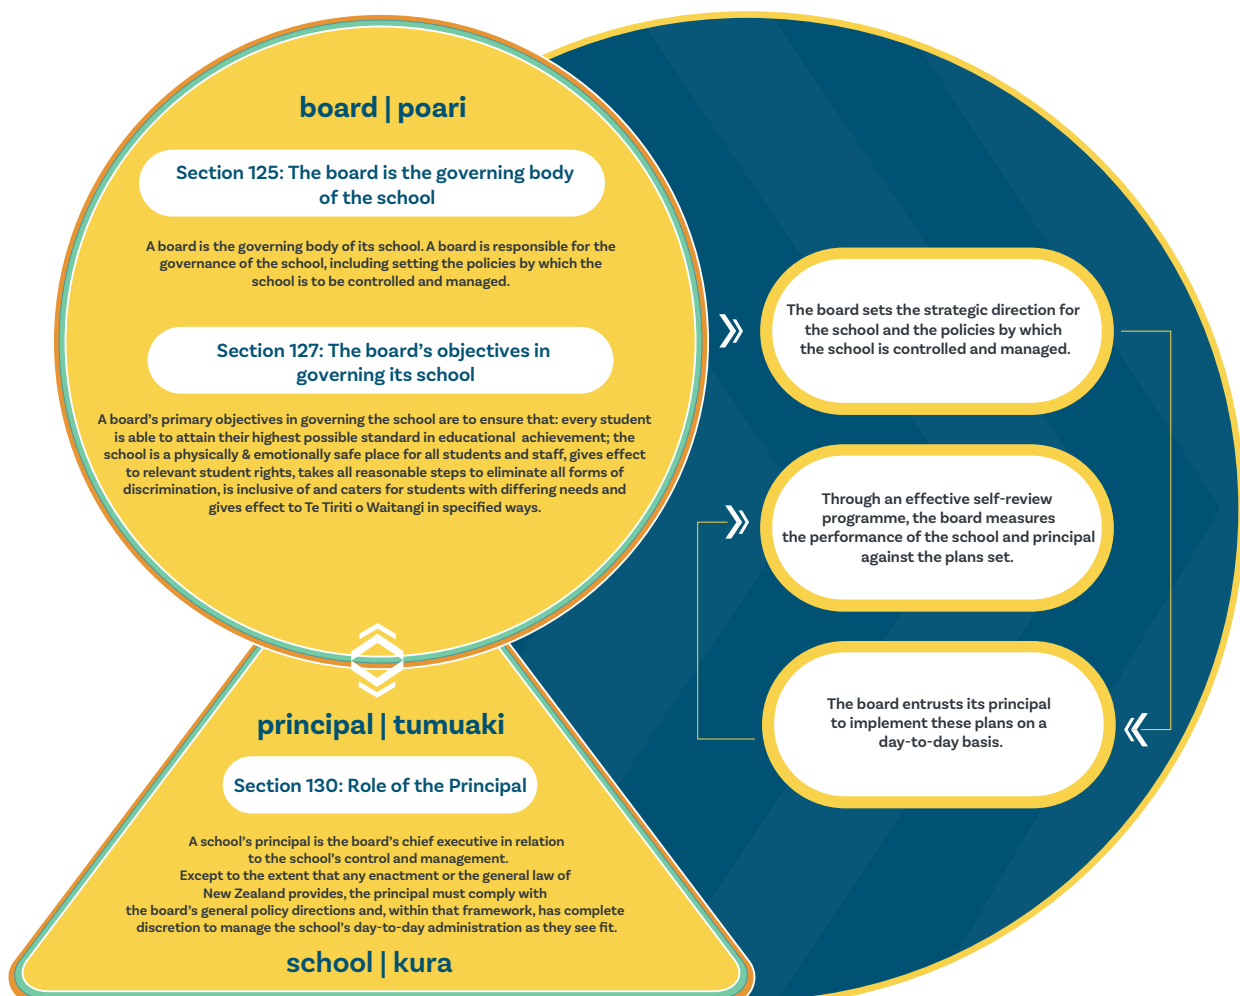 board | poari
Section 125: The board is the governing body
of the school
A board is the governing body of its school. A board is responsible for the
governance of the school, including setting the policies by which the
school is to be controlled and managed.
Section 127: The board's objectives in
governing its school
A board's primary objectives in governing the school are to ensure that: every student
is able to attain their highest possible standard in educational achievement; the
school is a physically & emotionally safe place for all students and staff, gives effect
to relevant student rights, takes all reasonable steps to eliminate all forms of
discrimination, is inclusive of and caters for students with differing needs and
gives effect to Te Tiriti o Waitangi in specified ways.
principal | tumuaki
Section 130: Role of the Principal
A school's principal is the board's chief executive in relation
to the school's control and management.
Except to the extent that any enactment or the general law of
New Zealand provides, the principal must comply with
the board's general policy directions and, within that framework, has complete
discretion to manage the school's day-to-day administration as they see fit.
school | kura
The board sets the strategic direction for
the school and the policies by which
the school is controlled and managed.
Through an effective self-review
programme, the board measures
the performance of the school and principal
against the plans set.
The board entrusts its principal
to implement these plans on a
day-to-day basis.